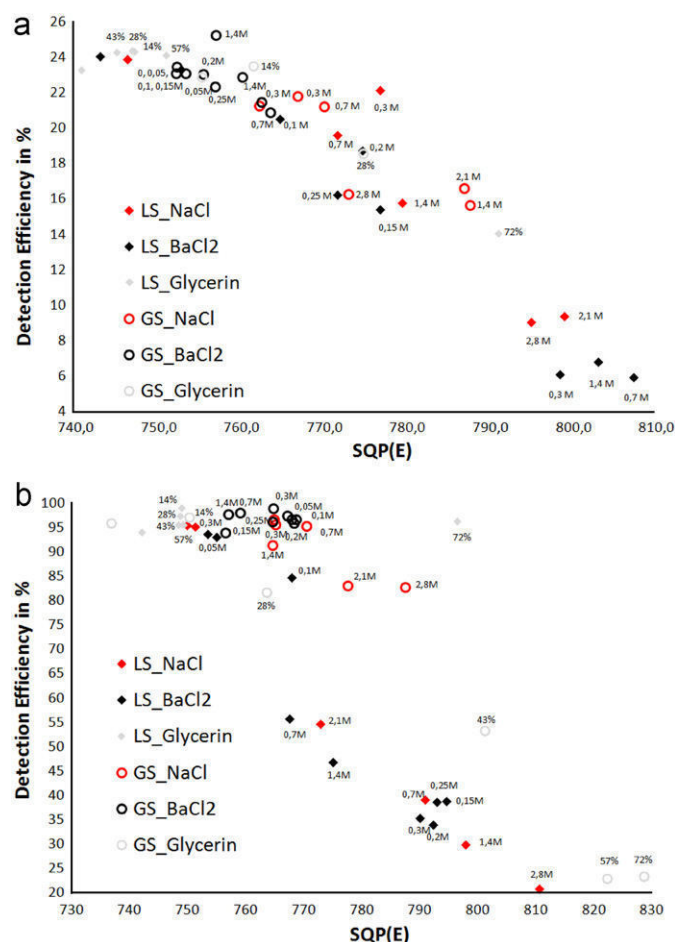 a
26
43% 28%
14%
57%
1,4M
24
0,2M
14%
0, 0,05,
0,1, 0,15M
0,05M
1,4M
0,3 M
0,3 M
22
0,25M
0,7 M
0,3 M
0,7M
0,1 M
20
0,7 M
0,2 M
28%
18
2,1 M
16
0,25 M
2,8 M
1,4 M
1,4 M
0,15 M
14
72%
12
10
2,1 M
8
2,8 M
6
0,3 M
1,4 M
0,7 M
4
Detection Efficiency in %
LS_NaCl
LS_BaCl2
LS_Glycerin
GS_NaCl
GS_BaCl2
GS_Glycerin
740,0 750,0 760,0 770,0 780,0 790,0 800,0 810,0
SQP(E)
b
100
14%
1,4M 0,7M
0,3M
0,05M
28%
14%
95
43%
0,3M
0,25M
0,1M
57%
0,05M
0,15M
0,3M
0,2M
0,7M
72%
90
1,4M
85
0,1M
2,1M
2,8M
80
28%
75
70
65
60
55
0,7M
2,1M
43%
50
45
1,4M
40
0,7M
0,25M
0,15M
35
0,3M
0,2M
30
1,4M
25
57% 72%
20
2,8M
Detection Efficiency in %
LS_NaCl
LS_BaCl2
LS_Glycerin
GS_NaCl
GS_BaCl2
GS_Glycerin
730 740 750 760 770 780 790 800 810 820 830
SQP(E)